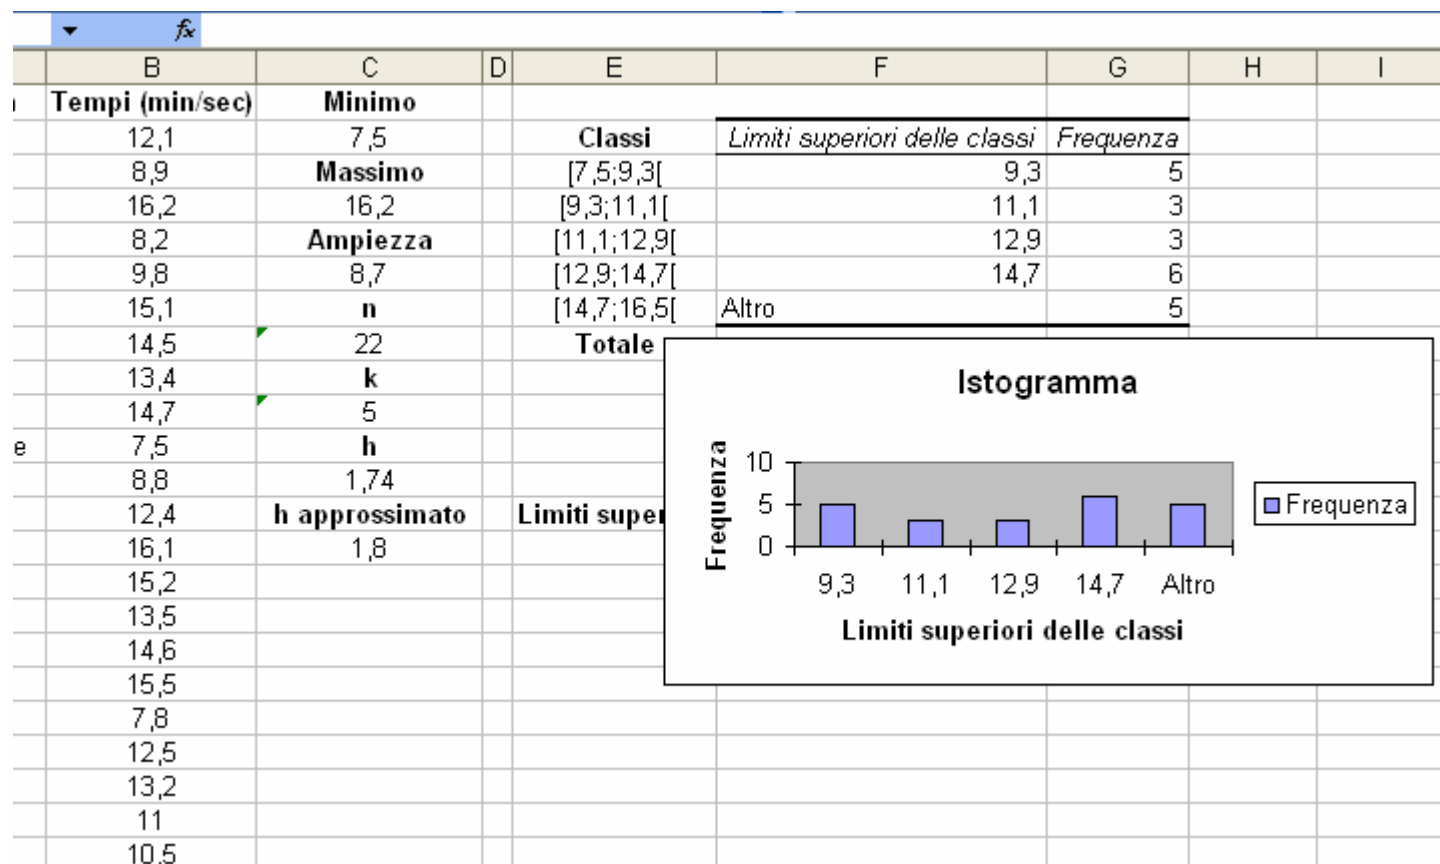 fx
B C D E F G H I
Tempi (min/sec) Minimo
12,1 7,5 Classi Limiti superiori delle classi Frequenza
8,9 Massimo [7,5;9,3[ 9,3 5
16,2 16,2 [9,3;11,1[ 11,1 3
8,2 Ampiezza [11,1;12,9[ 12,9 3
9,8 8,7 [12,9;14,7[ 14,7 6
15,1 n [14,7;16,5[ Altro 5
14,5 22 Totale
13,4 k
14,7 5
e 7,5 h
8,8 1,74
12,4 h approssimato Limiti super
16,1 1,8
15,2
13,5
14,6
15,5
7,8
12,5
13,2
11
10,5
Istogramma
Frequenza
10
5
0
9,3 11,1 12,9 14,7 Altro
Limiti superiori delle classi
Frequenza